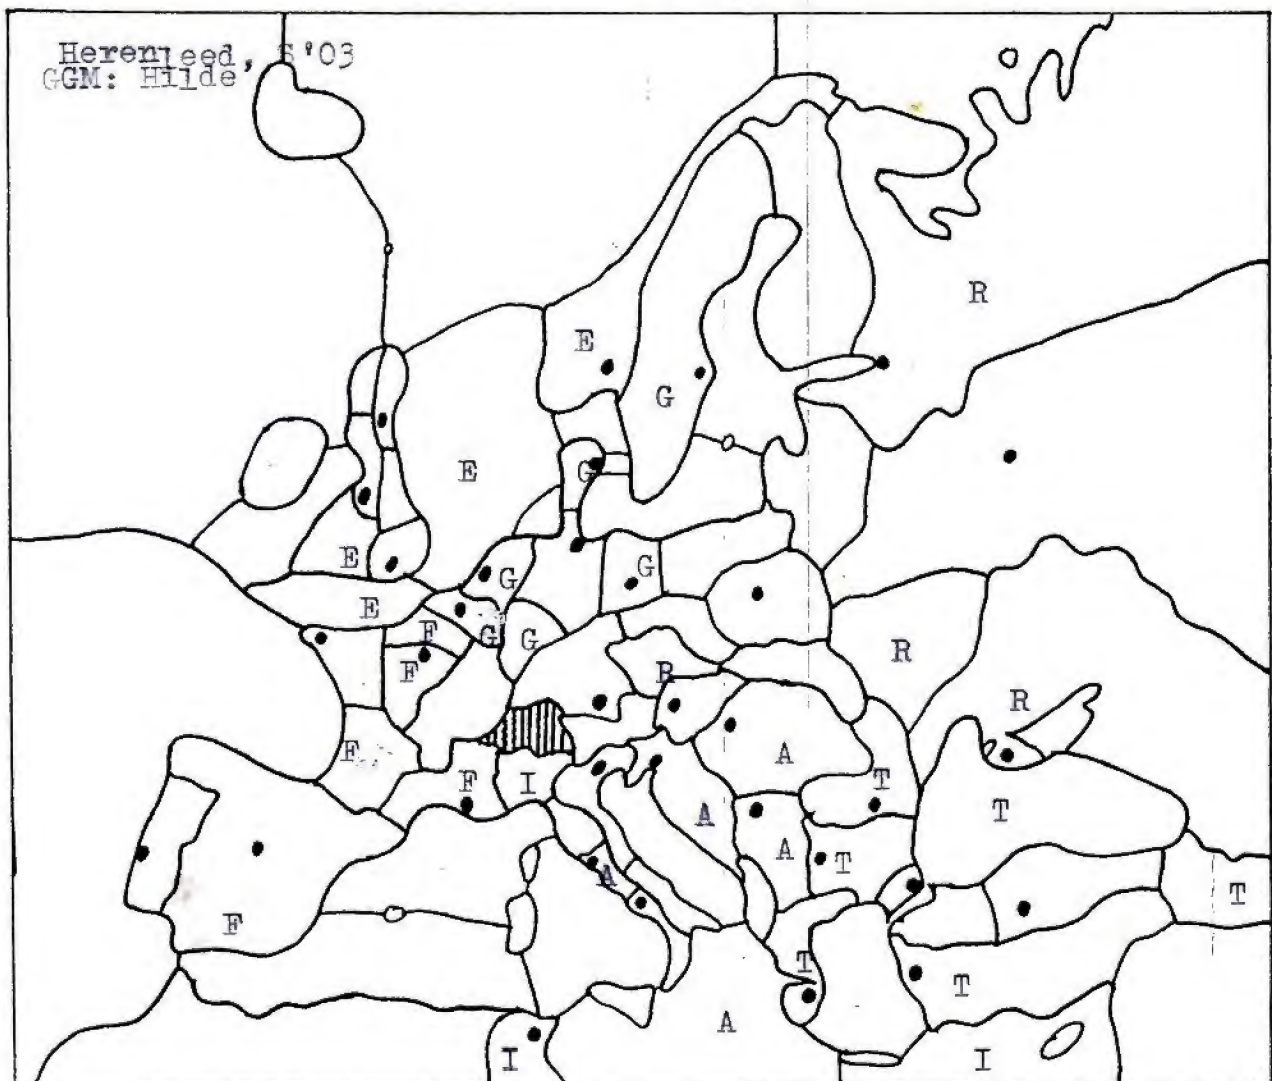 Herenleed, S'03
GGM: Hilde
R
E
G
E G
E G G
E
F G G R
F R
R
F A
F I T
A T
A T
A T
F
T
T
A
I I